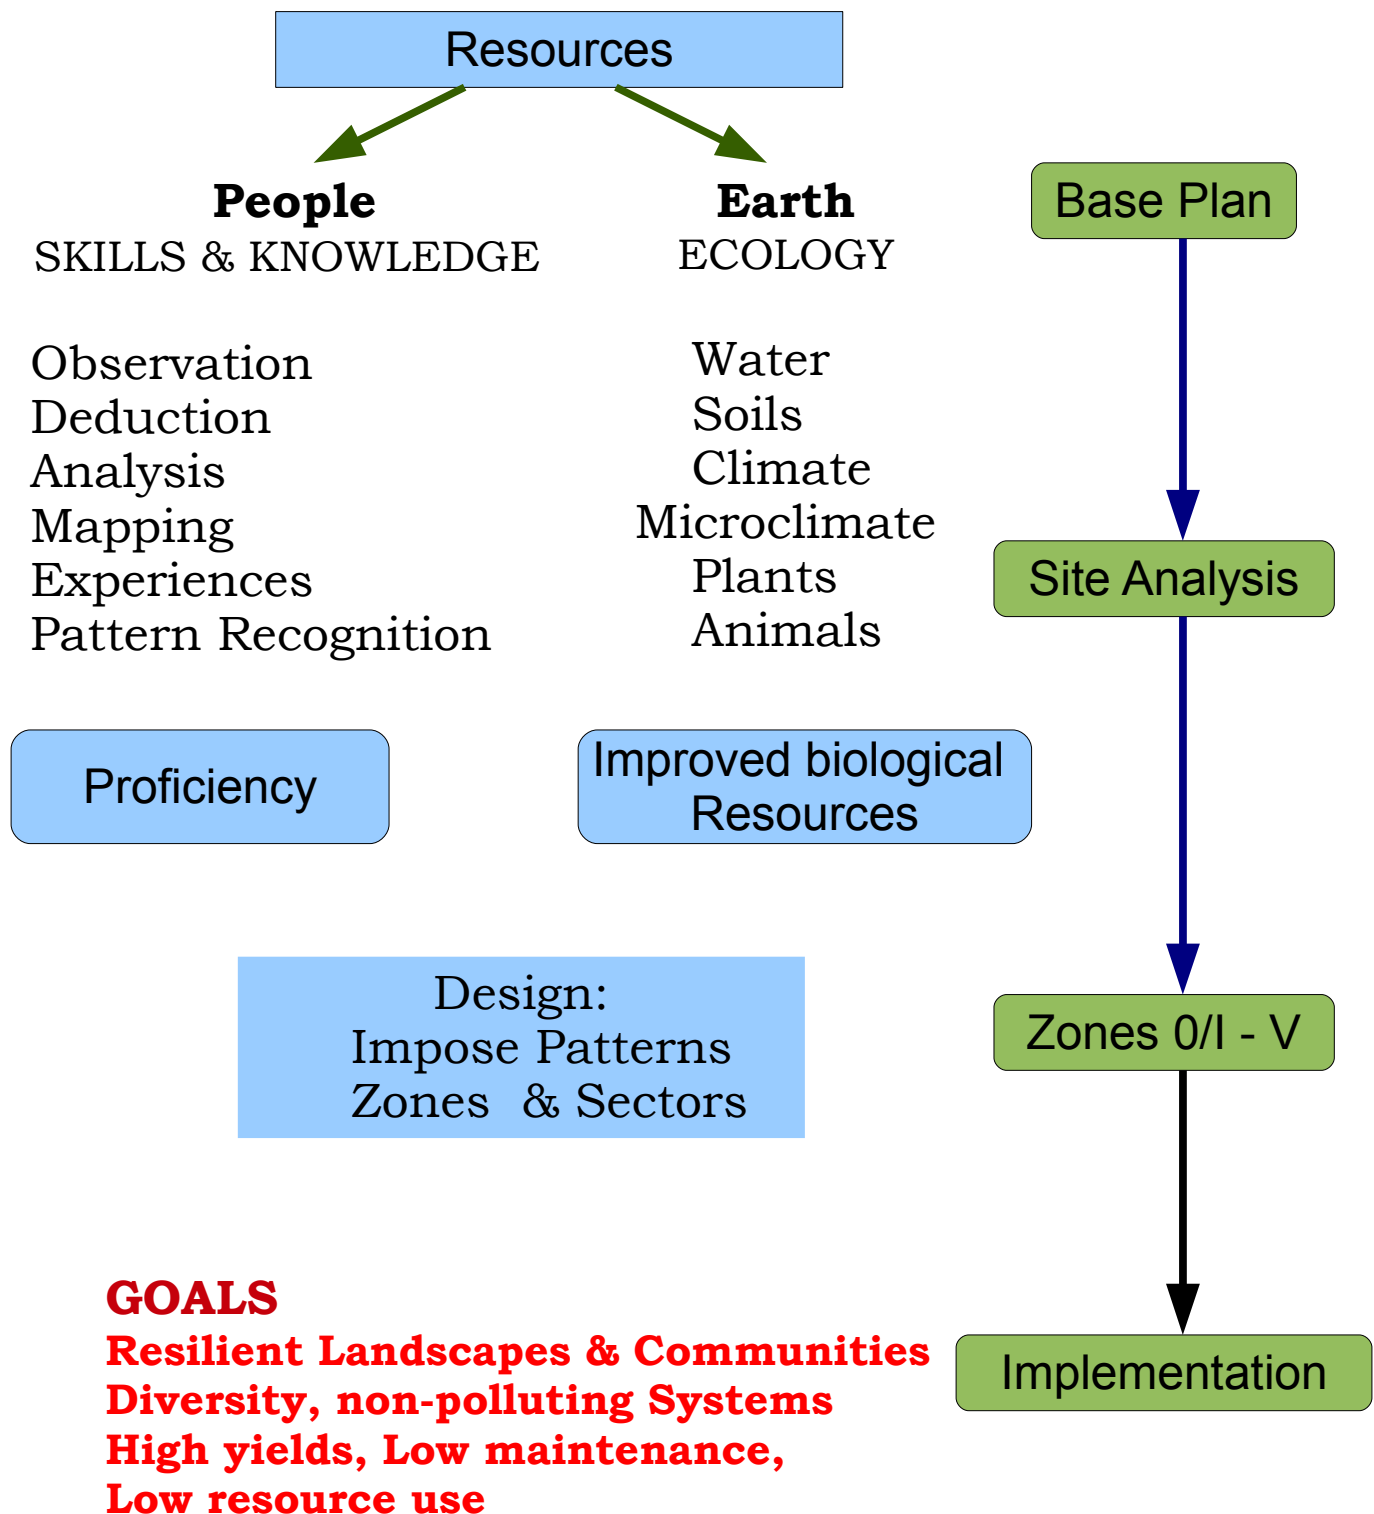 Resources
People
SKILLS & KNOWLEDGE
Observation
Deduction
Analysis
Mapping
Experiences
Pattern Recognition
Proficiency
Earth
ECOLOGY
Water
Soils
Climate
Microclimate
Plants
Animals
Improved biological
Resources
Design:
Impose Patterns
Zones & Sectors
GOALS
Resilient Landscapes & Communities
Diversity, non-polluting Systems
High yields, Low maintenance,
Low resource use
Base Plan
Site Analysis
Zones 0/I - V
Implementation